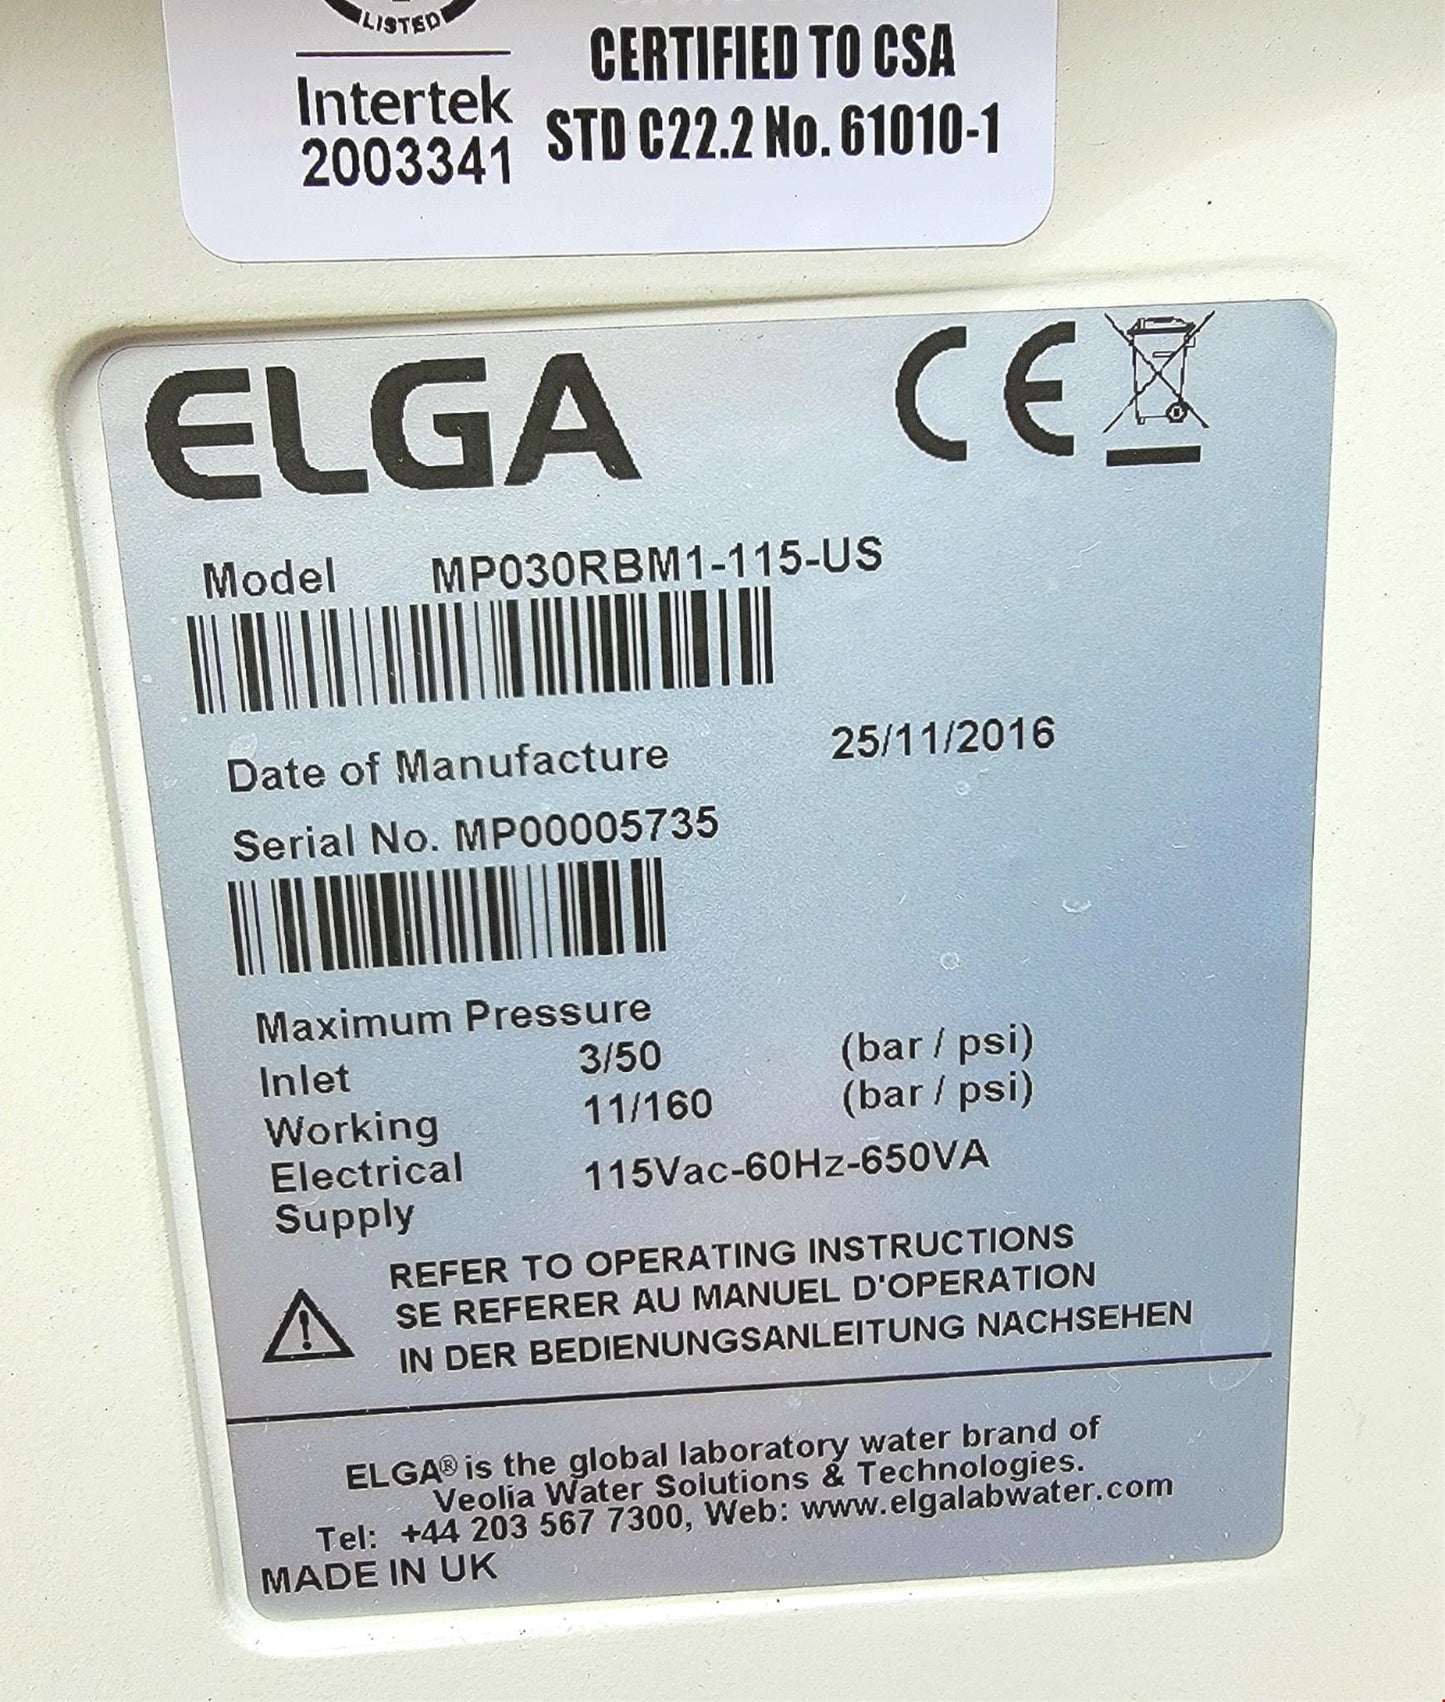 LISTED
Intertek
2003341
CERTIFIED TO CSA
STD C22.2 No. 61010-1
ELGA
CE
Model MP030RBM1-115-US
Date of Manufacture 25/11/2016
Serial No. MP00005735
Maximum Pressure
Inlet 3/50 (bar / psi)
Working 11/160 (bar / psi)
Electrical 115Vac-60Hz-650VA
Supply
REFER TO OPERATING INSTRUCTIONS
SE REFERER AU MANUEL D'OPERATION
IN DER BEDIENUNGSANLEITUNG NACHSEHEN
ELGA® is the global laboratory water brand of
Veolia Water Solutions & Technologies.
Tel: +44 203 567 7300, Web: www.elgalabwater.com
MADE IN UK